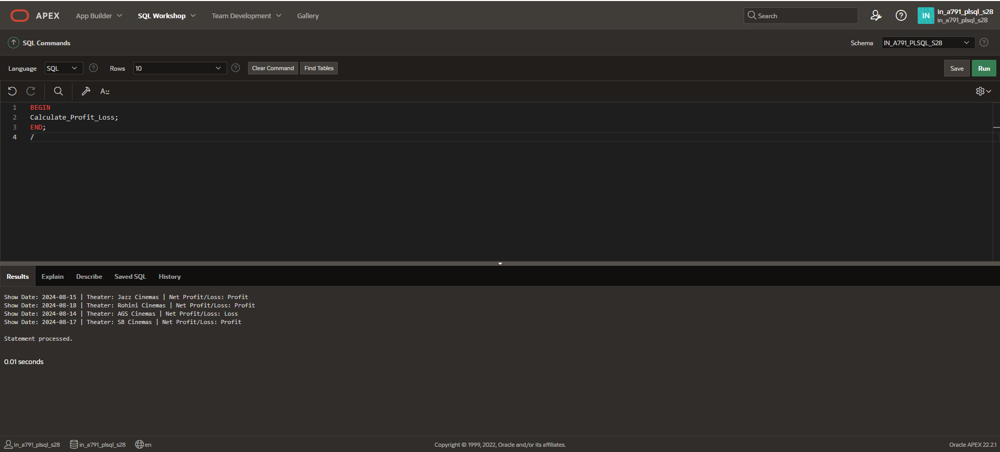 APEX App Builder SQL Workshop Team Development Gallery Search IN in_a791_plsql_s28
in_a791_plsql_s28
SQL Commands Schema IN_A791_PLSQL_S28
Language SQL Rows 10 Clear Command Find Tables Save Run
A
1 BEGIN
2 Calculate_Profit_Loss;
3 END;
4 /
Results Explain Describe Saved SQL History
Show Date: 2024-08-15 | Theater: Jazz Cinemas | Net Profit/Loss: Profit
Show Date: 2024-08-18 | Theater: Rohini Cinemas | Net Profit/Loss: Profit
Show Date: 2024-08-14 | Theater: AGS Cinemas | Net Profit/Loss: Loss
Show Date: 2024-08-17 | Theater: SB Cinemas | Net Profit/Loss: Profit
Statement processed.
0.01 seconds
in_a791_plsql_s28 in_a791_plsql_s28 en Copyright © 1999, 2022, Oracle and/or its affiliates. Oracle APEX 22.2.1